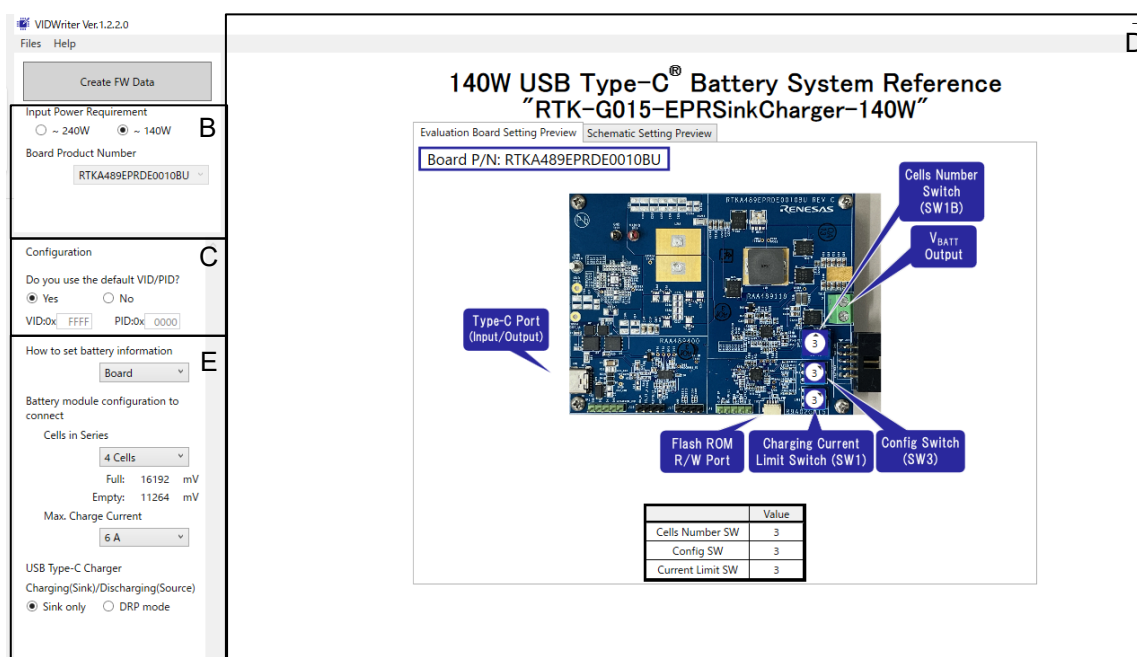 VIDWriter Ver.1.2.2.0
Files Help
Create FW Data
B
Input Power Requirement
~ 240W ~ 140W
Board Product Number
RTKA489EPRDE0010BU
C
Configuration
Do you use the default VID/PID?
Yes No
VID:0x FFFF PID:0x 0000
E
How to set battery information
Board
Battery module configuration to
connect
Cells in Series
4 Cells
Full: 16192 mV
Empty: 11264 mV
Max. Charge Current
6 A
USB Type-C Charger
Charging(Sink)/Discharging(Source)
Sink only DRP mode
D
140W USB Type-C® Battery System Reference
"RTK-G015-EPRSinkCharger-140W"
Evaluation Board Setting Preview Schematic Setting Preview
Board P/N: RTKA489EPRDE0010BU
Cells Number
Switch
(SW1B)
VBATT
Output
Type-C Port
(Input/Output)
RTKA489EPRDE0010BU REV C
RENESAS
RAA489118
RAA489400
3
3
3
Flash ROM
R/W Port
Charging Current
Limit Switch (SW1)
Config Switch
(SW3)
Value
Cells Number SW 3
Config SW 3
Current Limit SW 3